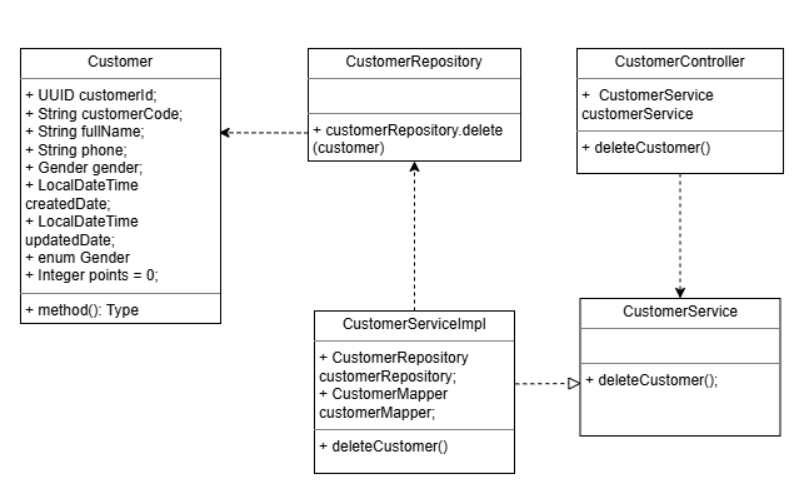 Customer
+ UUID customerId;
+ String customerCode;
+ String fullName;
+ String phone;
+ Gender gender;
+ LocalDateTime
createdDate;
+ LocalDateTime
updatedDate;
+ enum Gender
+ Integer points = 0;
+ method(): Type
CustomerRepository
+ customerRepository.delete
(customer)
CustomerController
+ CustomerService
customerService
+ deleteCustomer()
CustomerServiceImpl
+ CustomerRepository
customerRepository;
+ CustomerMapper
customerMapper;
+ deleteCustomer()
CustomerService
+ deleteCustomer();